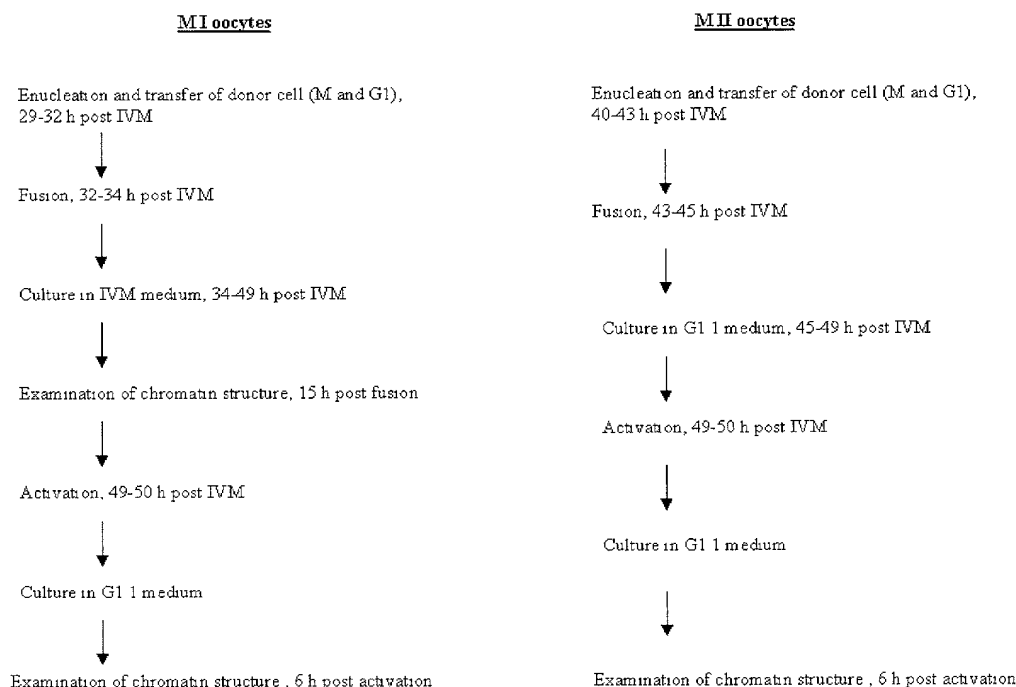 M I oocytes
Enucleation and transfer of donor cell (M and G1),
29-32 h post IVM
Fusion, 32-34 h post IVM
Culture in IVM medium, 34-49 h post IVM
Examination of chromatin structure, 15 h post fusion
Activation, 49-50 h post IVM
Culture in G1 1 medium
Examination of chromatin structure , 6 h post activation
M II oocytes
Enucleation and transfer of donor cell (M and G1),
40-43 h post IVM
Fusion, 43-45 h post IVM
Culture in G1 1 medium, 45-49 h post IVM
Activation, 49-50 h post IVM
Culture in G1 1 medium
Examination of chromatin structure , 6 h post activation